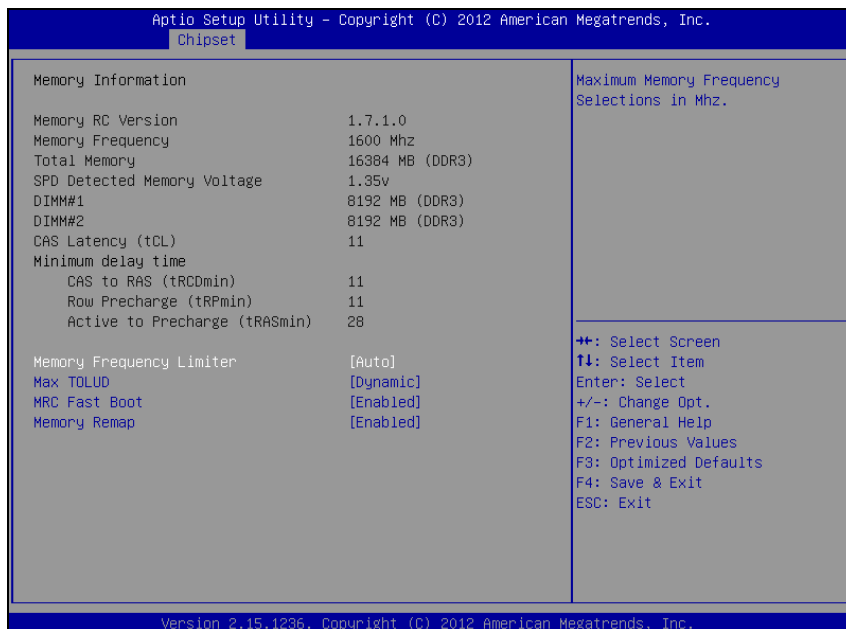 Aptio Setup Utility – Copyright (C) 2012 American Megatrends, Inc.
Chipset
Memory Information
Memory RC Version 1.7.1.0
Memory Frequency 1600 Mhz
Total Memory 16384 MB (DDR3)
SPD Detected Memory Voltage 1.35v
DIMM#1 8192 MB (DDR3)
DIMM#2 8192 MB (DDR3)
CAS Latency (tCL) 11
Minimum delay time
CAS to RAS (tRCDmin) 11
Row Precharge (tRPmin) 11
Active to Precharge (tRASmin) 28
Memory Frequency Limiter [Auto]
Max TOLUD [Dynamic]
MRC Fast Boot [Enabled]
Memory Remap [Enabled]
Maximum Memory Frequency
Selections in Mhz.
→←: Select Screen
↑↓: Select Item
Enter: Select
+/-: Change Opt.
F1: General Help
F2: Previous Values
F3: Optimized Defaults
F4: Save & Exit
ESC: Exit
Version 2.15.1236. Copyright (C) 2012 American Megatrends, Inc.